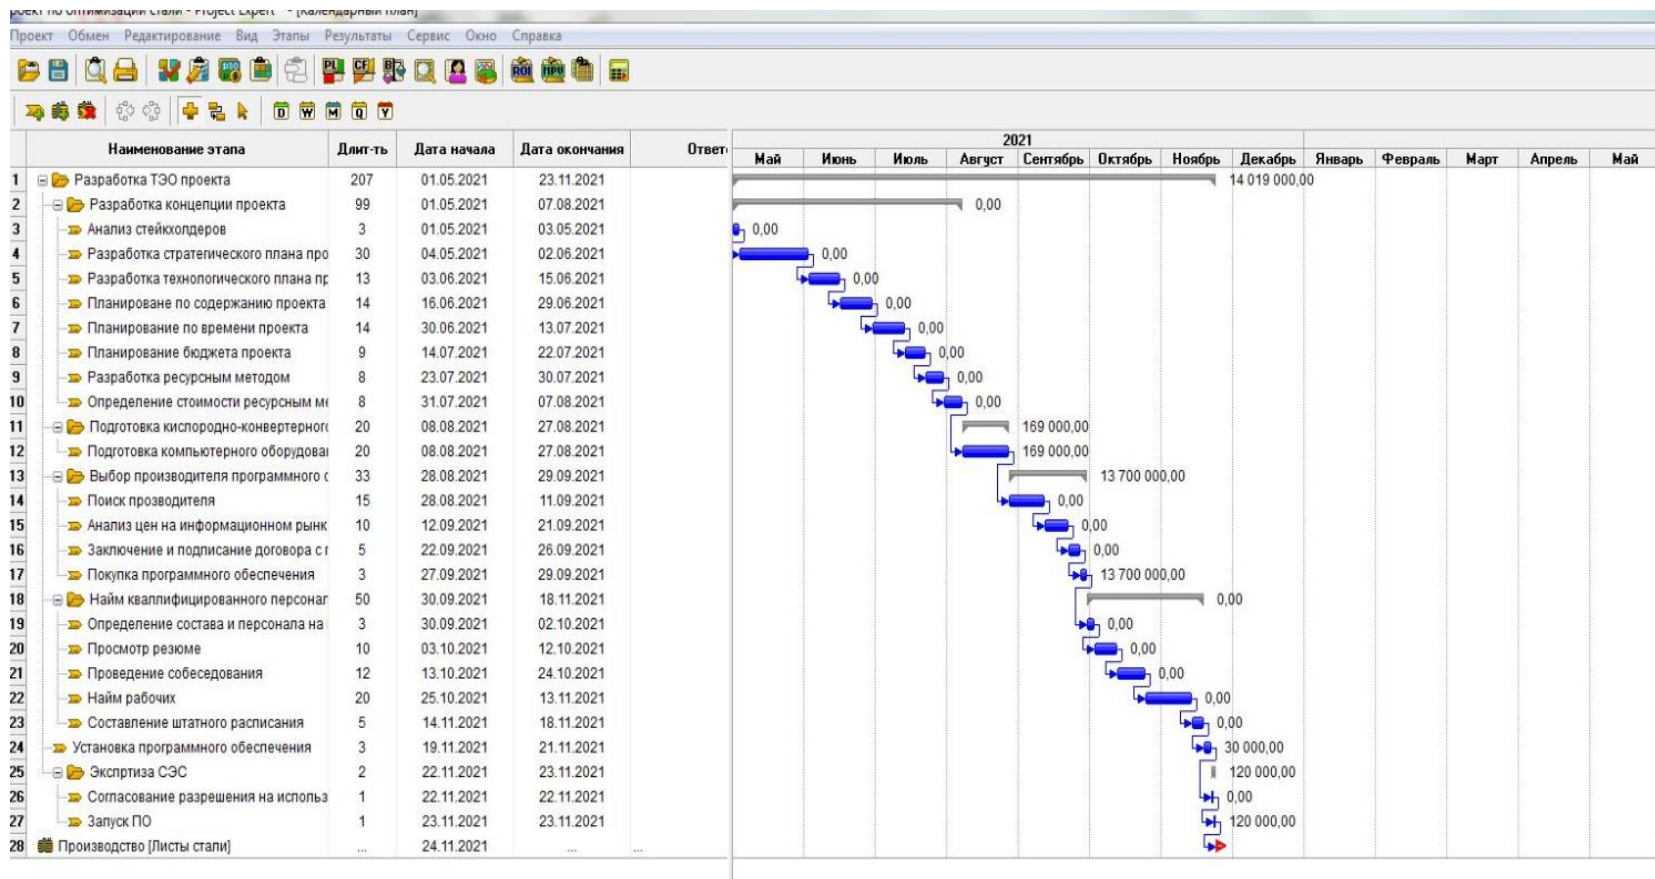 роект по оптимизации стали - Project Expert - [Календарный план]
Проект Обмен Редактирование Вид Этапы Результаты Сервис Окно Справка
Наименование этапа Длит-ть Дата начала Дата окончания Ответ 2021
Май Июнь Июль Август Сентябрь Октябрь Ноябрь Декабрь Январь Февраль Март Апрель Май
1 Разработка ТЭО проекта 207 01.05.2021 23.11.2021 14 019 000,00
2 Разработка концепции проекта 99 01.05.2021 07.08.2021 0,00
3 Анализ стейкхолдеров 3 01.05.2021 03.05.2021 0,00
4 Разработка стратегического плана про 30 04.05.2021 02.06.2021 0,00
5 Разработка технологического плана пр 13 03.06.2021 15.06.2021 0,00
6 Планироване по содержанию проекта 14 16.06.2021 29.06.2021 0,00
7 Планирование по времени проекта 14 30.06.2021 13.07.2021 0,00
8 Планирование бюджета проекта 9 14.07.2021 22.07.2021 0,00
9 Разработка ресурсным методом 8 23.07.2021 30.07.2021 0,00
10 Определение стоимости ресурсным ме 8 31.07.2021 07.08.2021 0,00
11 Подготовка кислородно-конвертерного 20 08.08.2021 27.08.2021 169 000,00
12 Подготовка компьютерного оборудова 20 08.08.2021 27.08.2021 169 000,00
13 Выбор производителя программного о 33 28.08.2021 29.09.2021 13 700 000,00
14 Поиск прозводителя 15 28.08.2021 11.09.2021 0,00
15 Анализ цен на информационном рынк 10 12.09.2021 21.09.2021 0,00
16 Заключение и подписание договора с п 5 22.09.2021 26.09.2021 0,00
17 Покупка программного обеспечения 3 27.09.2021 29.09.2021 13 700 000,00
18 Найм кваллифицированного персонал 50 30.09.2021 18.11.2021 0,00
19 Определение состава и персонала на 3 30.09.2021 02.10.2021 0,00
20 Просмотр резюме 10 03.10.2021 12.10.2021 0,00
21 Проведение собеседования 12 13.10.2021 24.10.2021 0,00
22 Найм рабочих 20 25.10.2021 13.11.2021 0,00
23 Составление штатного расписания 5 14.11.2021 18.11.2021 0,00
24 Установка программного обеспечения 3 19.11.2021 21.11.2021 30 000,00
25 Экспртиза СЭС 2 22.11.2021 23.11.2021 120 000,00
26 Согласование разрешения на использ 1 22.11.2021 22.11.2021 0,00
27 Запуск ПО 1 23.11.2021 23.11.2021 120 000,00
28 Производство [Листы стали] ... 24.11.2021 ... ...